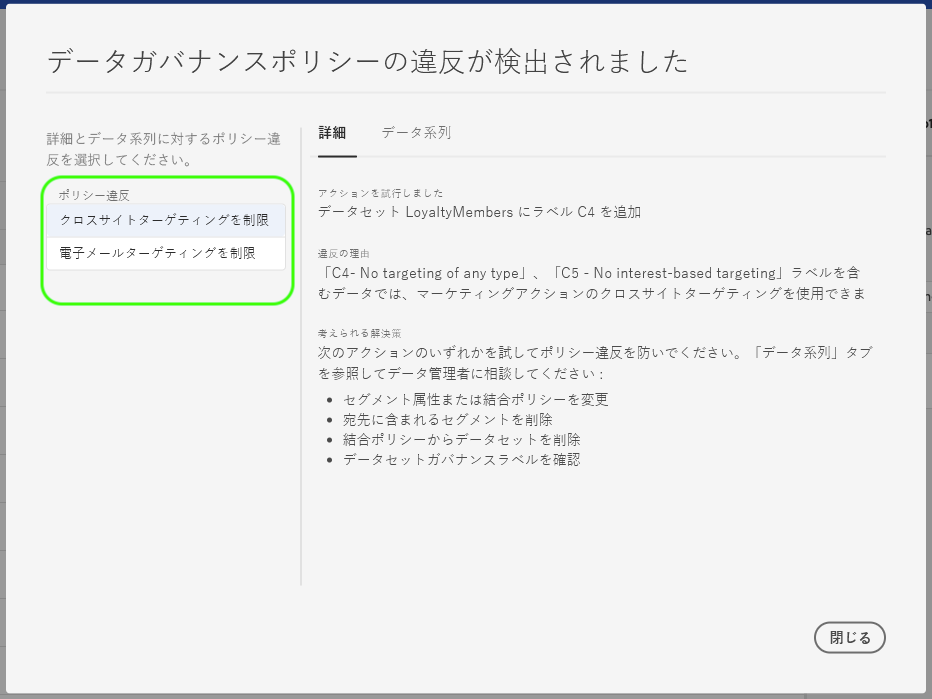 データガバナンスポリシーの違反が検出されました
詳細とデータ系列に対するポリシー違
反を選択してください。
ポリシー違反
クロスサイトターゲティングを制限
電子メールターゲティングを制限
詳細
データ系列
アクションを試行しました
データセット LoyaltyMembers にラベル C4 を追加
違反の理由
「C4- No targeting of any type」、「C5 - No interest-based targeting」ラベルを含
むデータでは、マーケティングアクションのクロスサイトターゲティングを使用できま
考えられる解決策
次のアクションのいずれかを試してポリシー違反を防いでください。「データ系列」タブ
を参照してデータ管理者に相談してください :
• セグメント属性または結合ポリシーを変更
• 宛先に含まれるセグメントを削除
• 結合ポリシーからデータセットを削除
• データセットガバナンスラベルを確認
閉じる